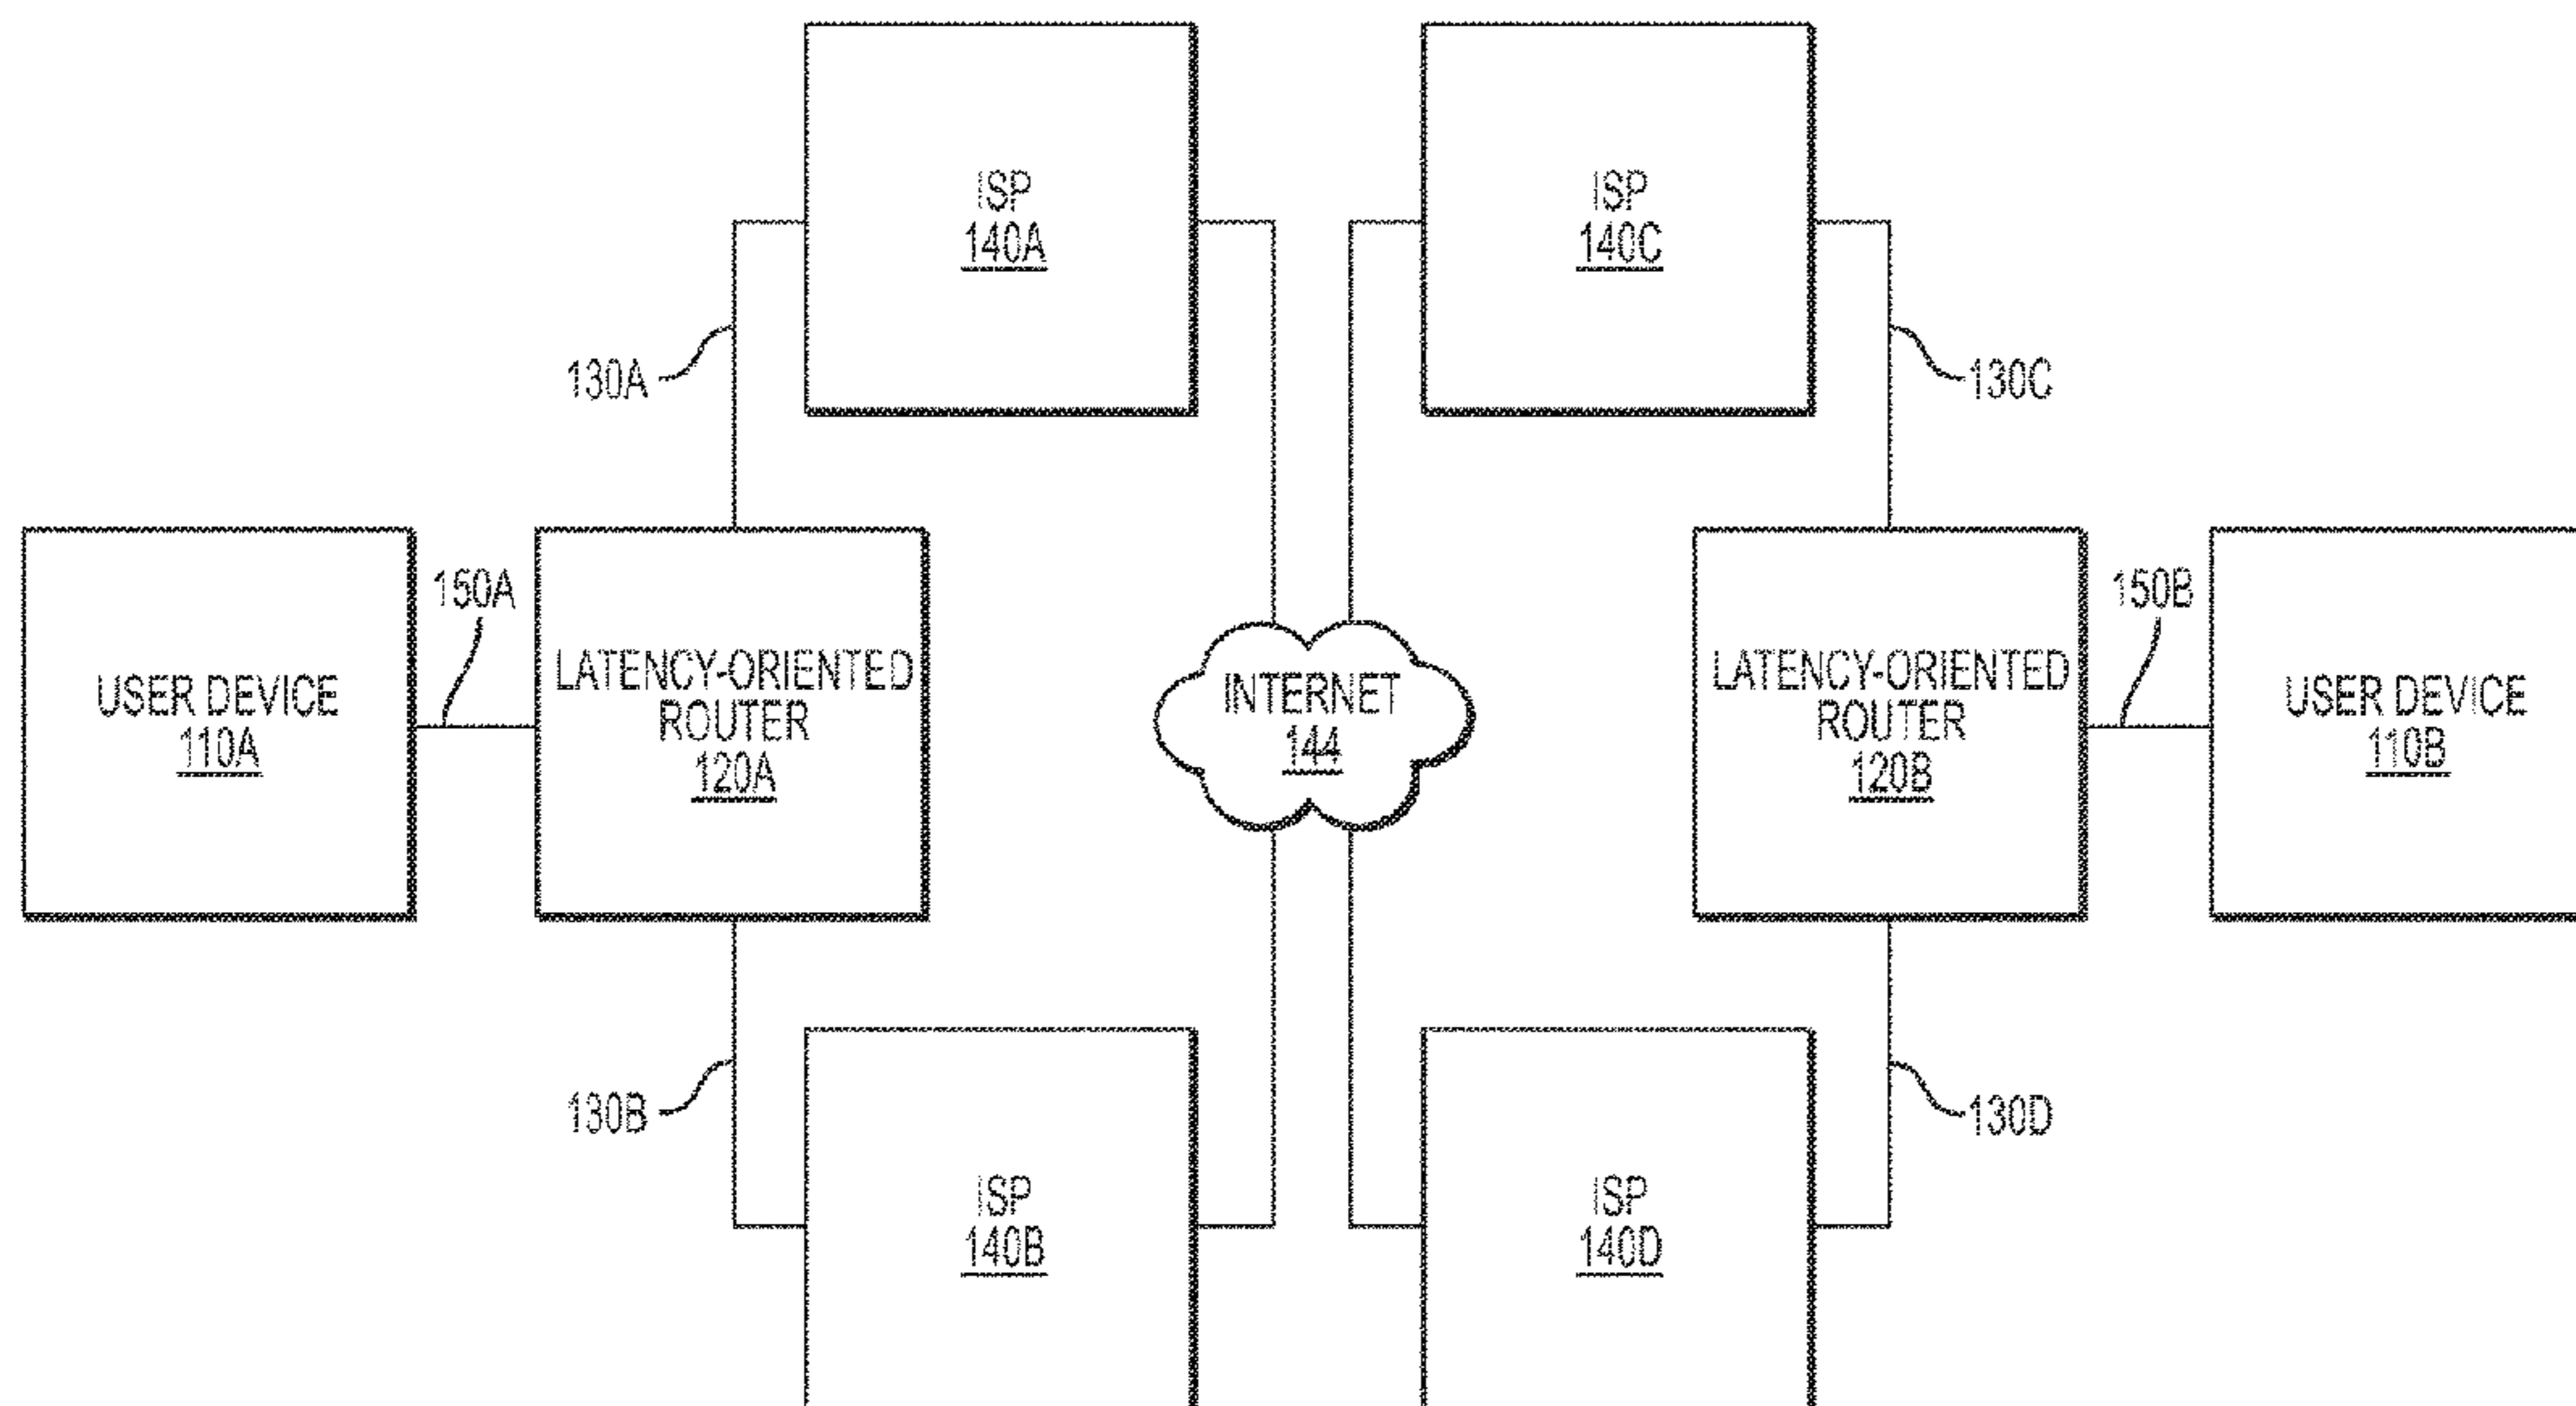 ISP
140A
ISP
140C
130A
130C
USER DEVICE
110A
150A
LATENCY-ORIENTED
ROUTER
120A
INTERNET
144
LATENCY-ORIENTED
ROUTER
120B
150B
USER DEVICE
110B
130B
130D
ISP
140B
ISP
140D